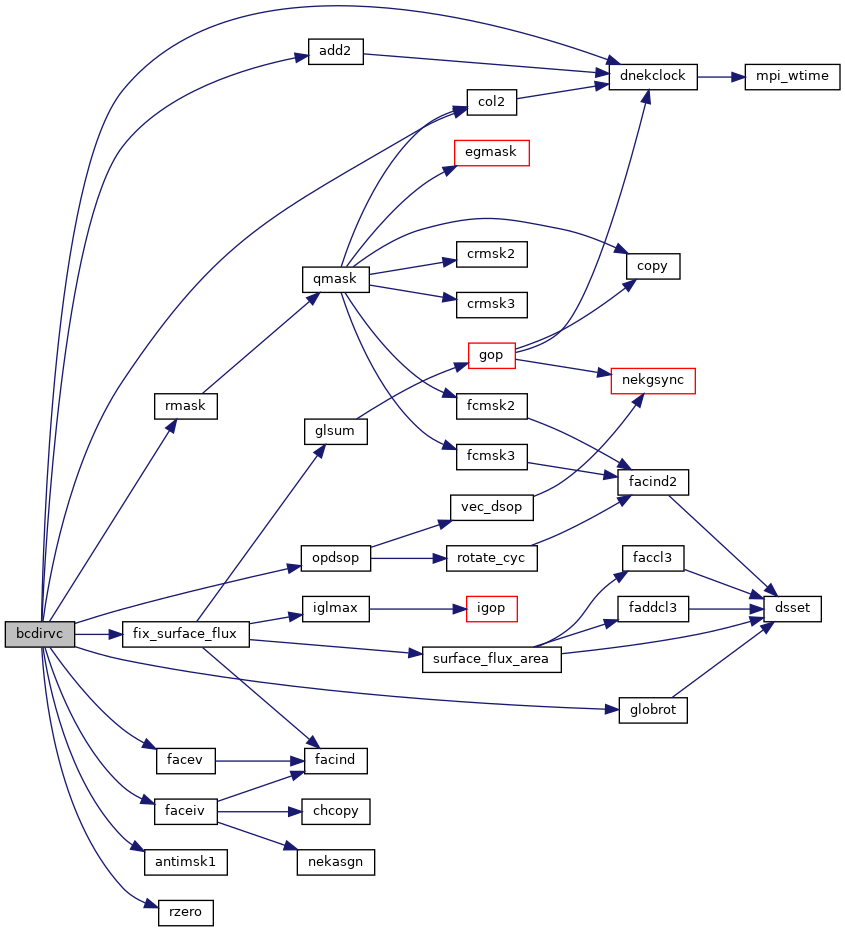 add2
dnekclock
mpi_wtime
col2
egmask
crmsk2
copy
qmask
crmsk3
gop
nekgsync
rmask
fcmsk2
glsum
fcmsk3
facind2
vec_dsop
opdsop
rotate_cyc
faccl3
iglmax
igop
faddcl3
dsset
bcdirvc
fix_surface_flux
surface_flux_area
globrot
facev
facind
faceiv
chcopy
antimsk1
nekasgn
rzero